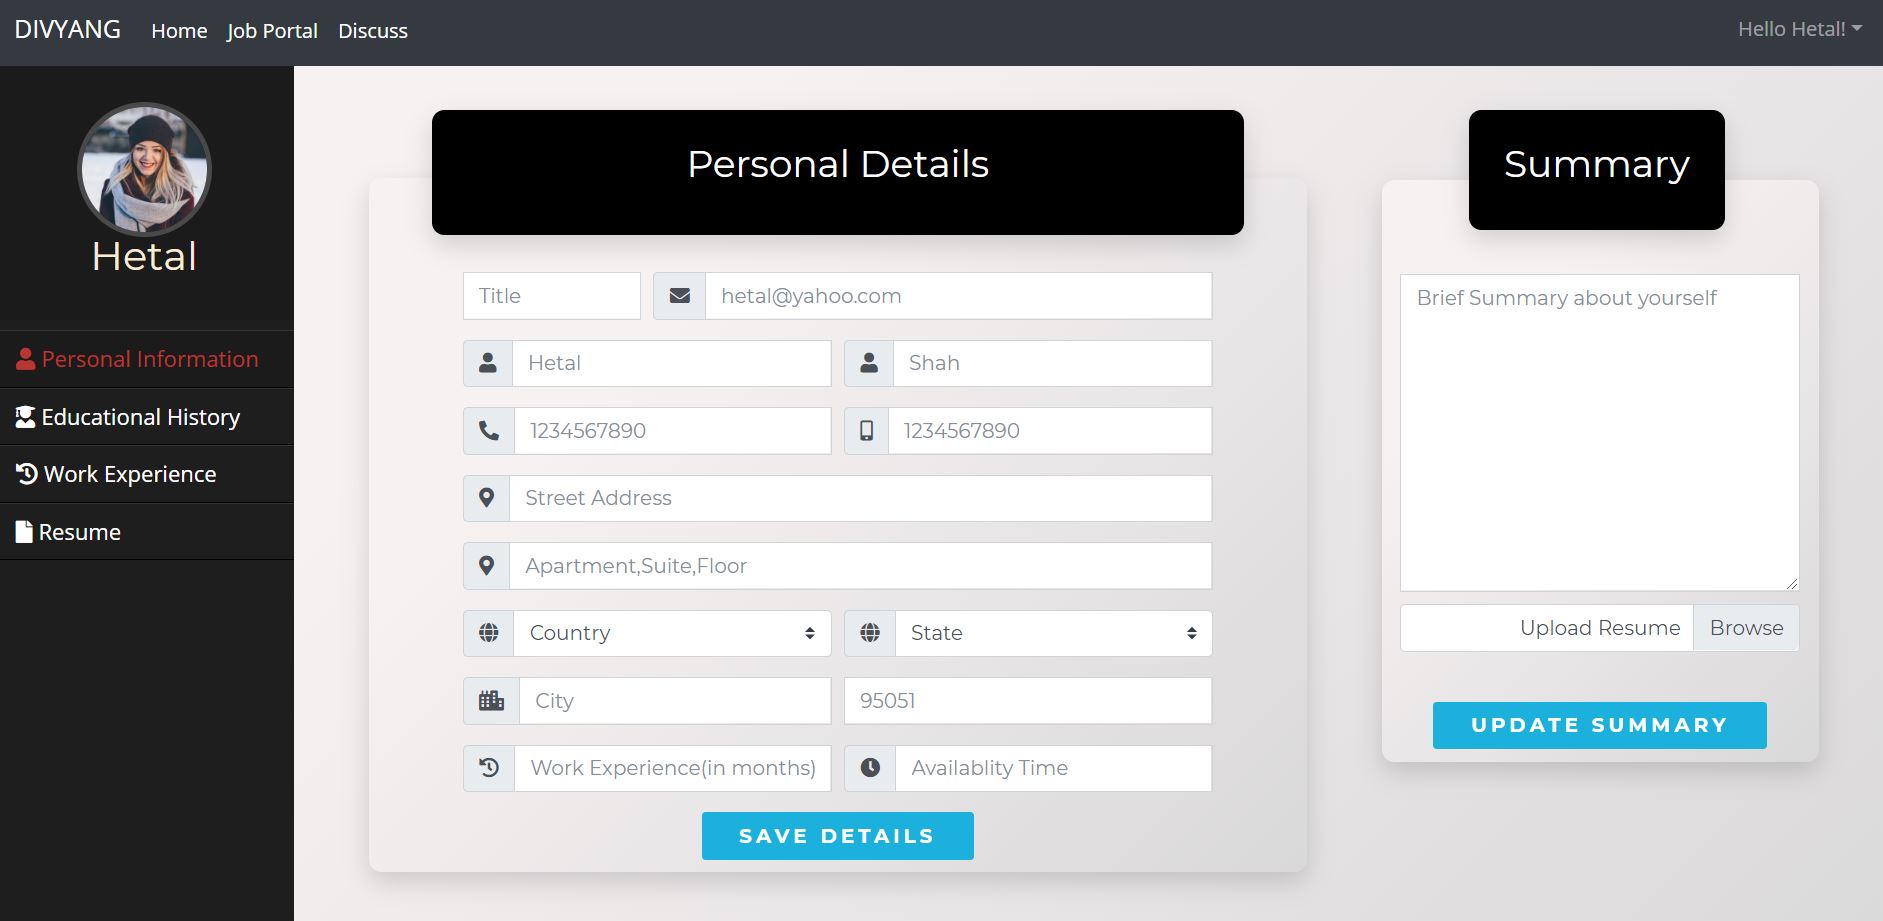 DIVYANG Home Job Portal Discuss Hello Hetal!
Hetal
Personal Information
Educational History
Work Experience
Resume
Personal Details
Title hetal@yahoo.com
Hetal Shah
1234567890 1234567890
Street Address
Apartment,Suite,Floor
Country State
City 95051
Work Experience(in months) Availablity Time
SAVE DETAILS
Summary
Brief Summary about yourself
Upload Resume Browse
UPDATE SUMMARY